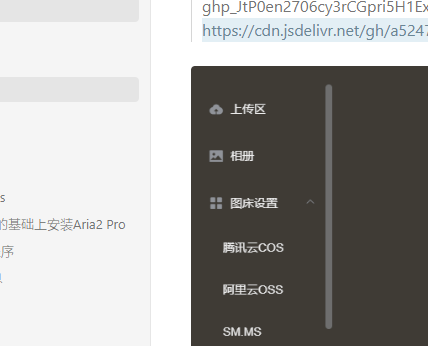 ghp_JtP0en2706cy3rCGpri5H1Ex
https://cdn.jsdelivr.net/gh/a5247
上传区
相册
图床设置
腾讯云COS
阿里云OSS
SM.MS
s
的基础上安装Aria2 Pro
序